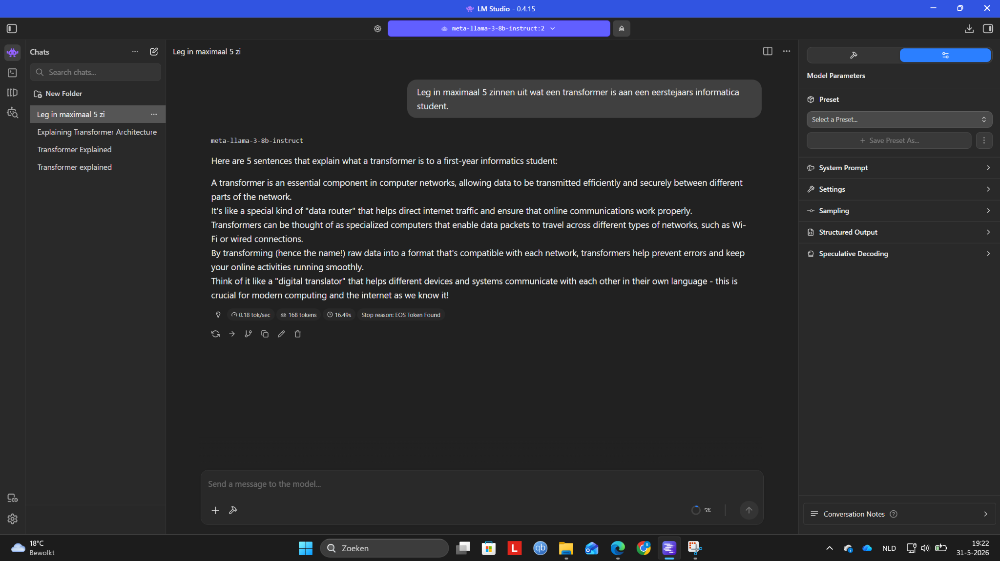 LM Studio - 0.4.15
meta-llama-3-8b-instruct:2
Chats
Search chats...
New Folder
Leg in maximaal 5 zi
Explaining Transformer Architecture
Transformer Explained
Transformer explained
Leg in maximaal 5 zi
Leg in maximaal 5 zinnen uit wat een transformer is aan een eerstejaars informatica
student.
meta-llama-3-8b-instruct
Here are 5 sentences that explain what a transformer is to a first-year informatics student:
A transformer is an essential component in computer networks, allowing data to be transmitted efficiently and securely between different
parts of the network.
It's like a special kind of "data router" that helps direct internet traffic and ensure that online communications work properly.
Transformers can be thought of as specialized computers that enable data packets to travel across different types of networks, such as Wi-
Fi or wired connections.
By transforming (hence the name!) raw data into a format that's compatible with each network, transformers help prevent errors and keep
your online activities running smoothly.
Think of it like a "digital translator" that helps different devices and systems communicate with each other in their own language - this is
crucial for modern computing and the internet as we know it!
0.18 tok/sec 168 tokens 16.49s Stop reason: EOS Token Found
Send a message to the model...
5%
Model Parameters
Preset
Select a Preset...
+ Save Preset As...
System Prompt
Settings
Sampling
Structured Output
Speculative Decoding
Conversation Notes
18°C
Bewolkt
Zoeken
L
qb
B
NLD
19:22
31-5-2026